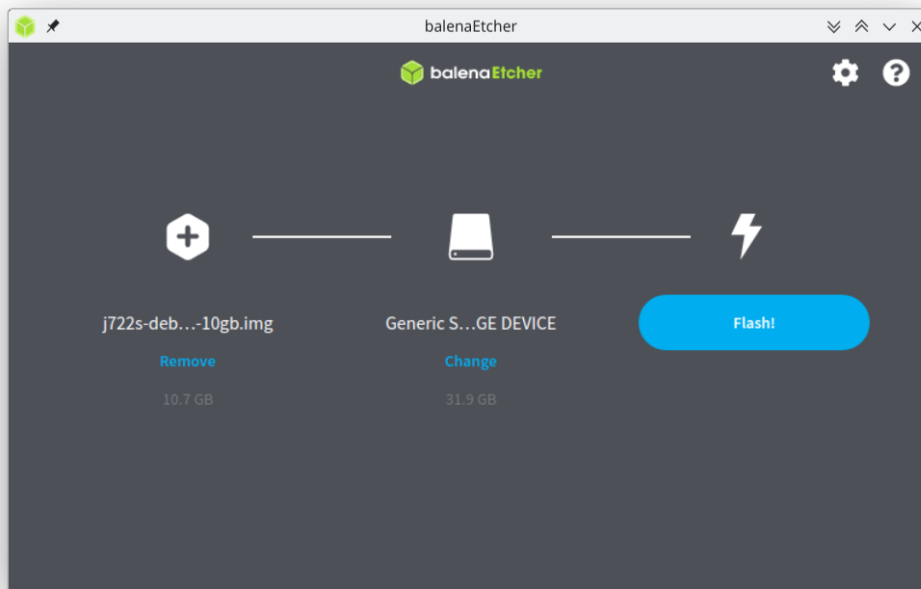 balenaEtcher
balenaEtcher
j722s-deb...-10gb.img
Remove
10.7 GB
Generic S...GE DEVICE
Change
31.9 GB
Flash!